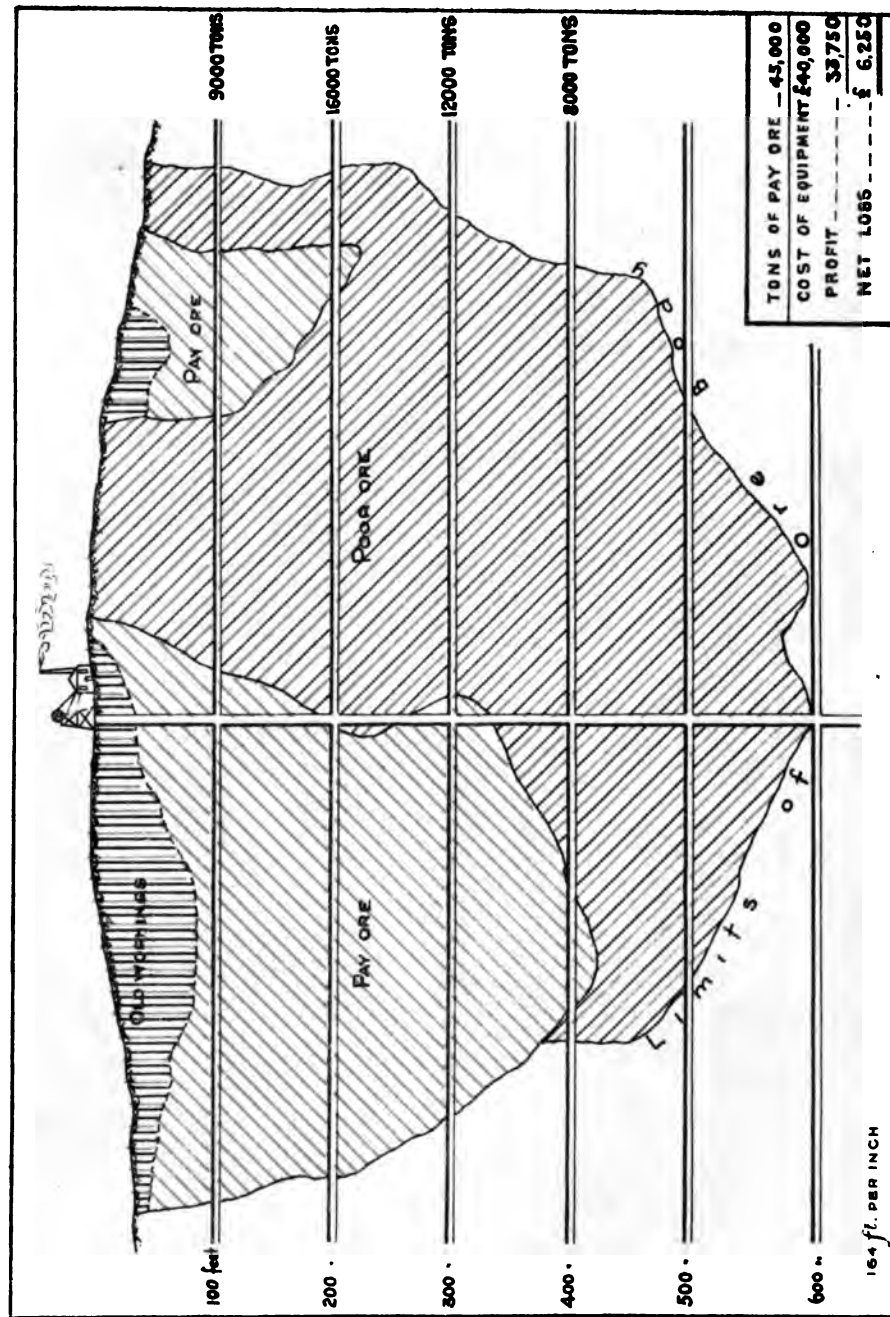 OLD WORKINGS
PAY ORE
POOR ORE
PAY ORE
100 feet
9000 TONS
200 "
16000 TONS
300 "
12000 TONS
400 "
8000 TONS
500 "
600 "
Limits of Ore Body
164 ft. PER INCH
TONS OF PAY ORE _ 45,000
COST OF EQUIPMENT £40,000
PROFIT _ _ _ _ _ _ _ 33,750
NET LOSS - - - - - £ 6,250